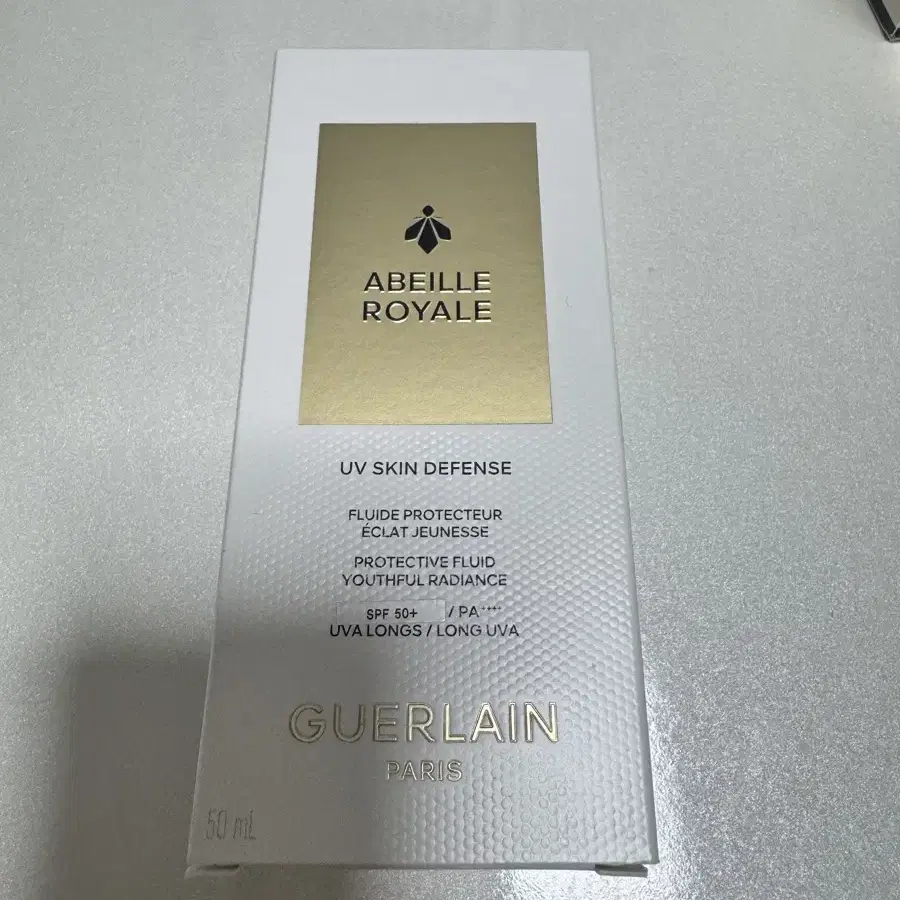 ABEILLE
ROYALE
UV SKIN DEFENSE
FLUIDE PROTECTEUR
ÉCLAT JEUNESSE
PROTECTIVE FLUID
YOUTHFUL RADIANCE
SPF 50+ / PA++++
UVA LONGS / LONG UVA
GUERLAIN
PARIS
50 mL